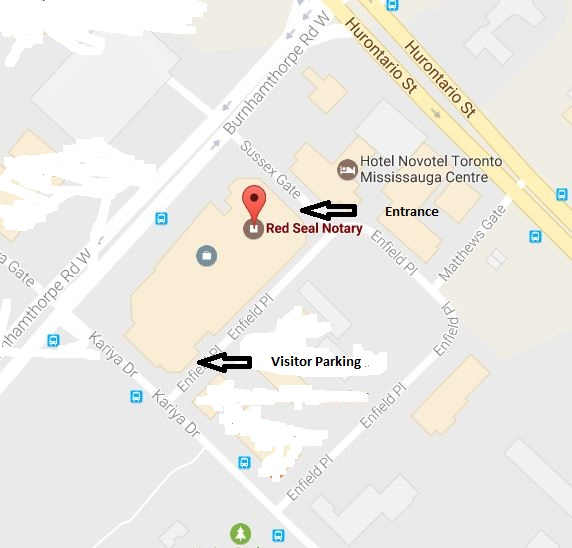 Hurontario St
Hurontario St
Burnhamthorpe Rd W
Sussex Gate
Hotel Novotel Toronto
Mississauga Centre
Entrance
Red Seal Notary
Matthews Gate
Enfield Pl
Enfield Pl
Enfield Pl
nhamthorpe Rd W
a Gate
Kariya Dr
Visitor Parking
Enfield Pl
Kariya Dr
Enfield Pl
Enfield Pl